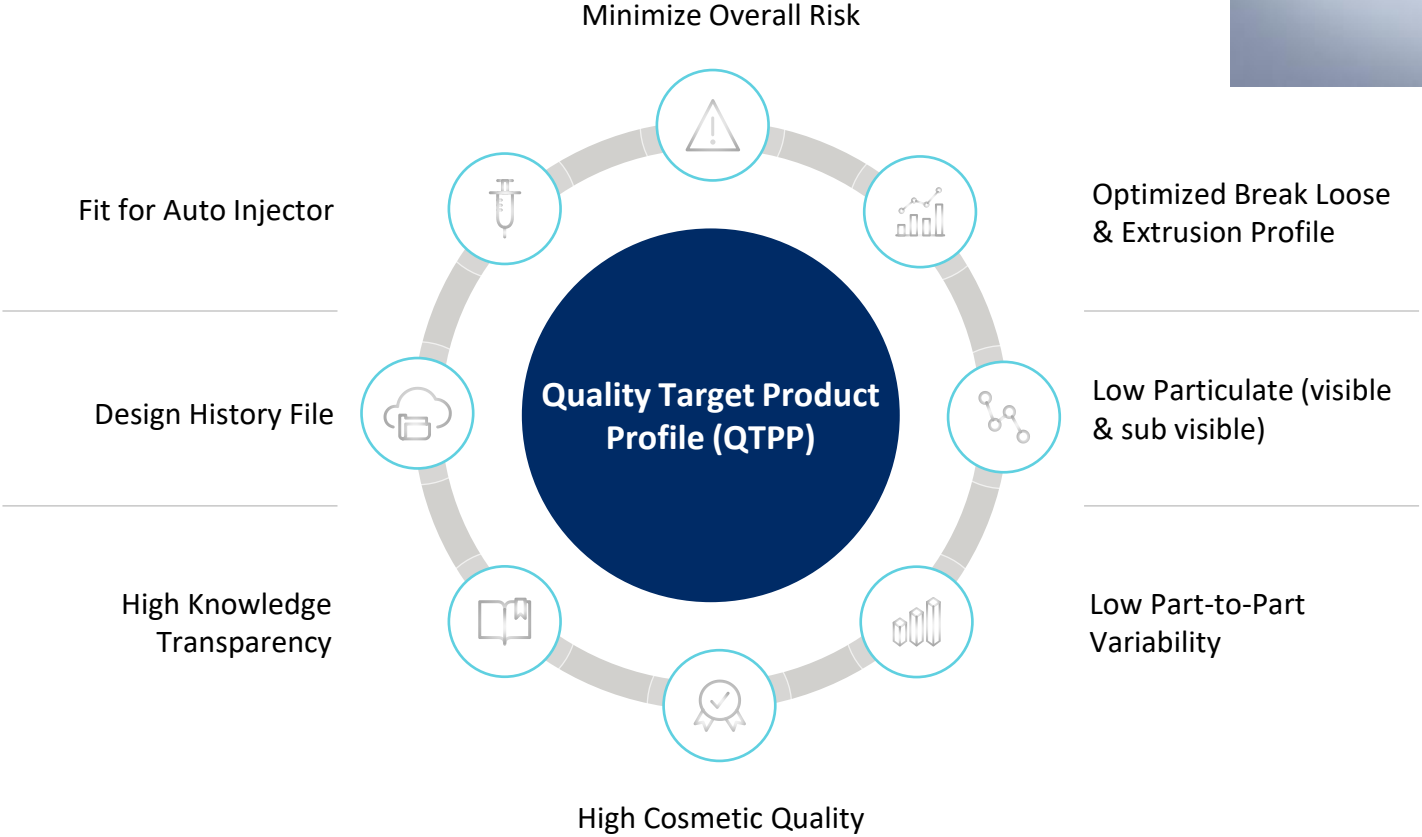 Minimize Overall Risk
Fit for Auto Injector
Optimized Break Loose
& Extrusion Profile
Design History File
Quality Target Product
Profile (QTPP)
Low Particulate (visible
& sub visible)
High Knowledge
Transparency
Low Part-to-Part
Variability
High Cosmetic Quality